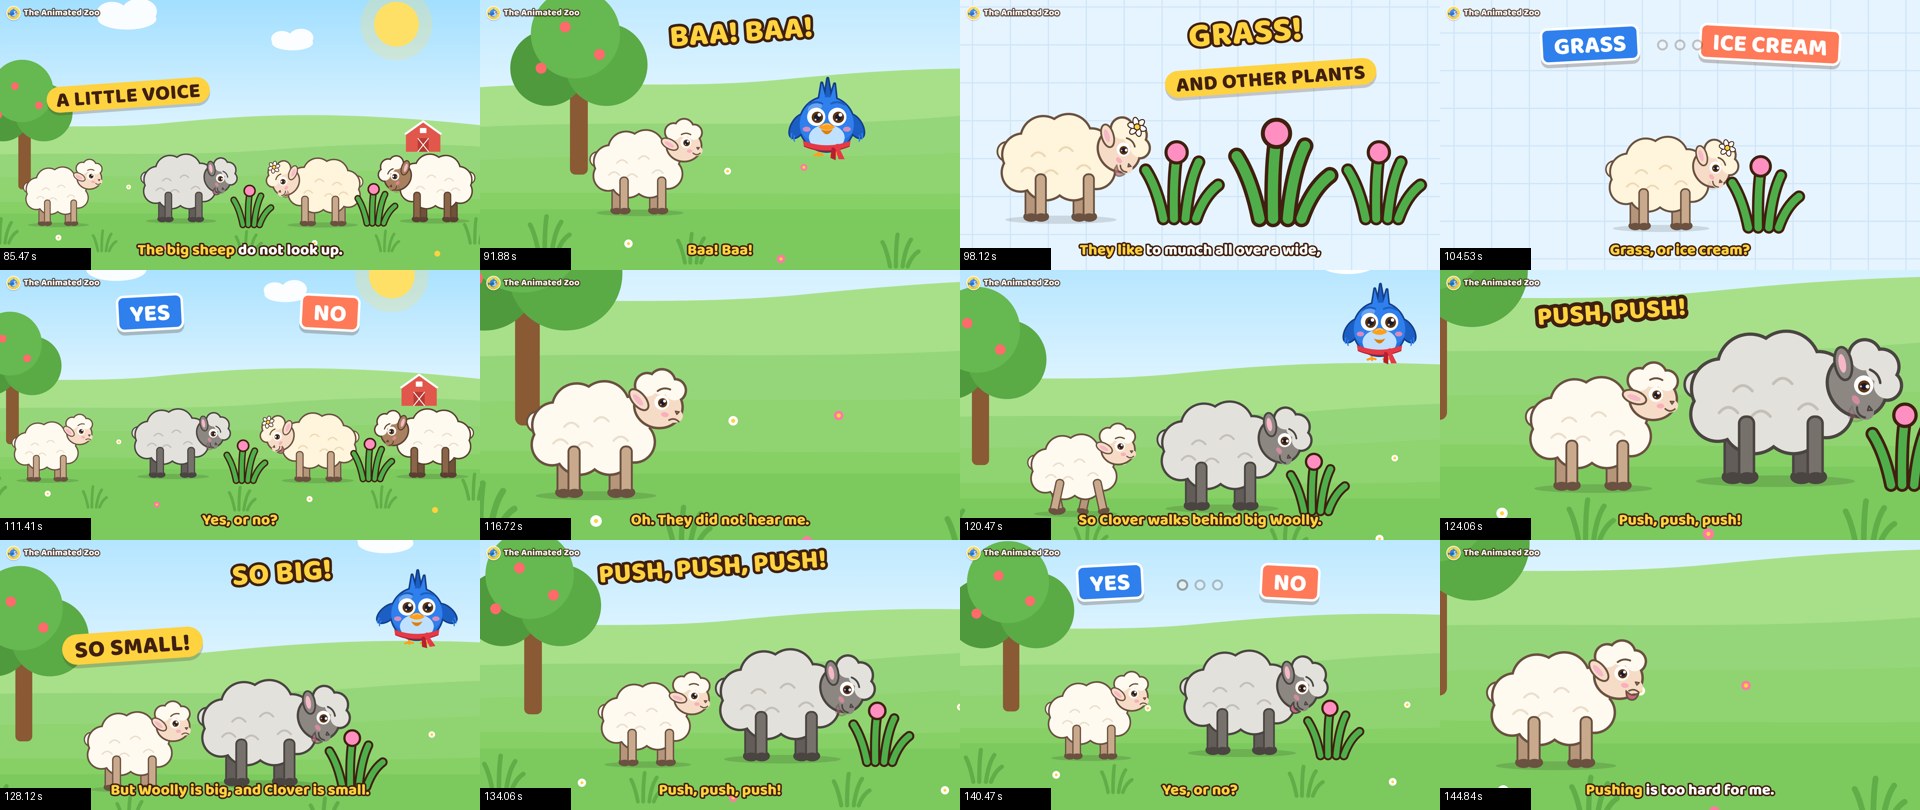 The Animated Zoo
A LITTLE VOICE
The big sheep do not look up.
85.47 s
The Animated Zoo
BAA! BAA!
Baa! Baa!
91.88 s
The Animated Zoo
GRASS!
AND OTHER PLANTS
They like to munch all over a wide,
98.12 s
The Animated Zoo
GRASS
ICE CREAM
Grass, or ice cream?
104.53 s
The Animated Zoo
YES
NO
Yes, or no?
111.41 s
Oh. They did not hear me.
116.72 s
The Animated Zoo
So Clover walks behind big Woolly.
120.47 s
The Animated Zoo
PUSH, PUSH!
Push, push, push!
124.06 s
The Animated Zoo
SO BIG!
SO SMALL!
But Woolly is big, and Clover is small.
128.12 s
The Animated Zoo
PUSH, PUSH, PUSH!
Push, push, push!
134.06 s
The Animated Zoo
YES
NO
Yes, or no?
140.47 s
The Animated Zoo
Pushing is too hard for me.
144.84 s